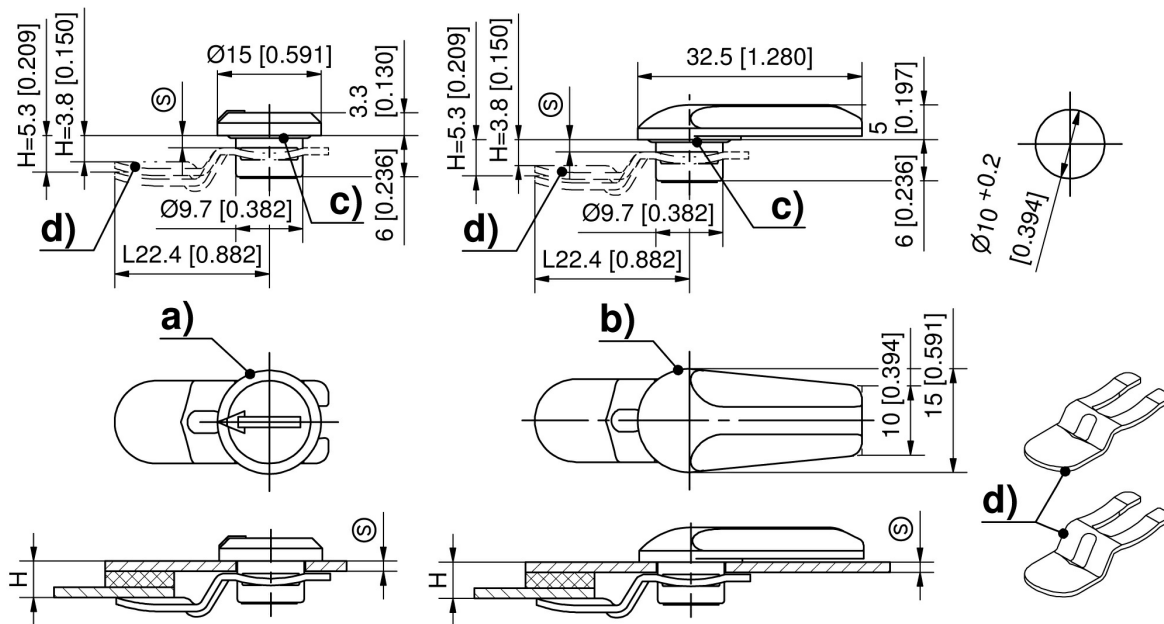 H=5.3 [0.209]
H=3.8 [0.150]
Ⓢ
Ø15 [0.591]
3.3
[0.130]
6 [0.236]
d)
c)
Ø9.7 [0.382]
L22.4 [0.882]
H=5.3 [0.209]
H=3.8 [0.150]
Ⓢ
32.5 [1.280]
5
[0.197]
6 [0.236]
d)
c)
Ø9.7 [0.382]
L22.4 [0.882]
Ø10 +0.2
[0.394]
a)
b)
10 [0.394]
15 [0.591]
d)
H
Ⓢ
H
Ⓢ